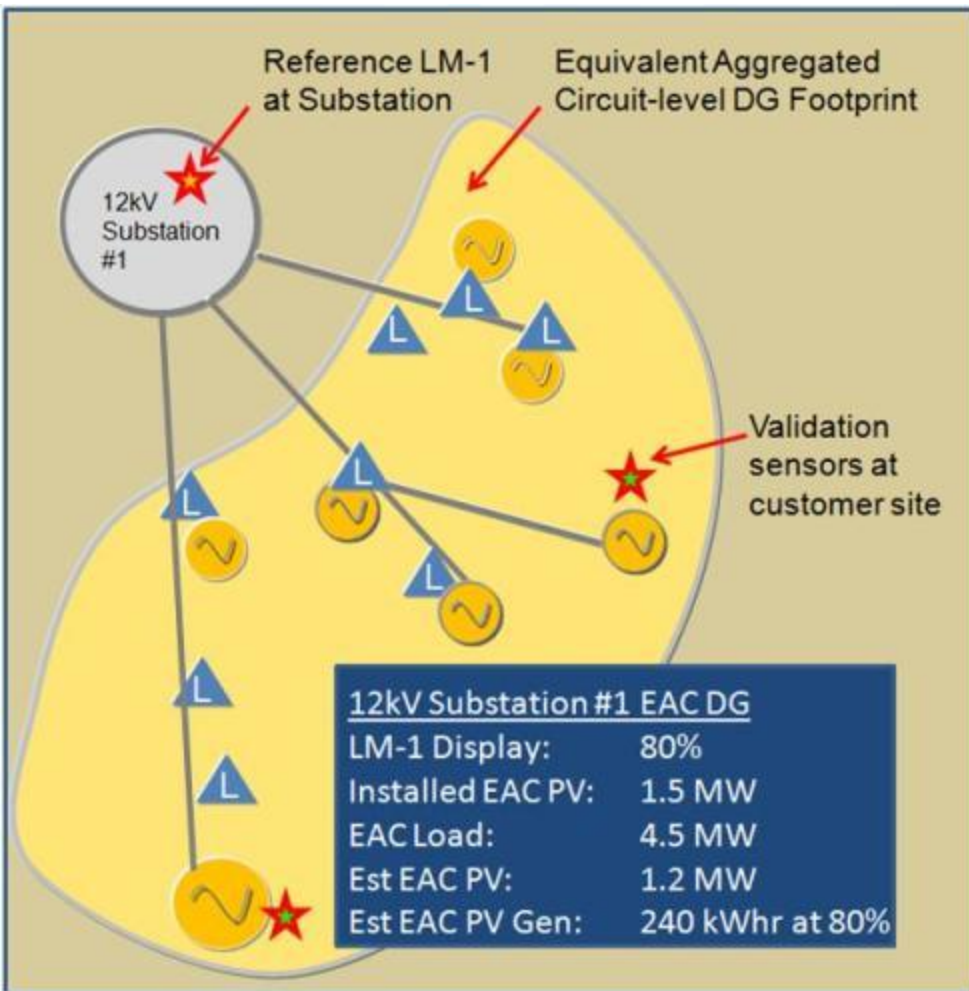 Reference LM-1
at Substation
Equivalent Aggregated
Circuit-level DG Footprint
12kV
Substation
#1
L
L
L
Validation
sensors at
customer site
L
L
L
L
L
12kV Substation #1 EAC DG
LM-1 Display: 80%
Installed EAC PV: 1.5 MW
EAC Load: 4.5 MW
Est EAC PV: 1.2 MW
Est EAC PV Gen: 240 kWhr at 80%